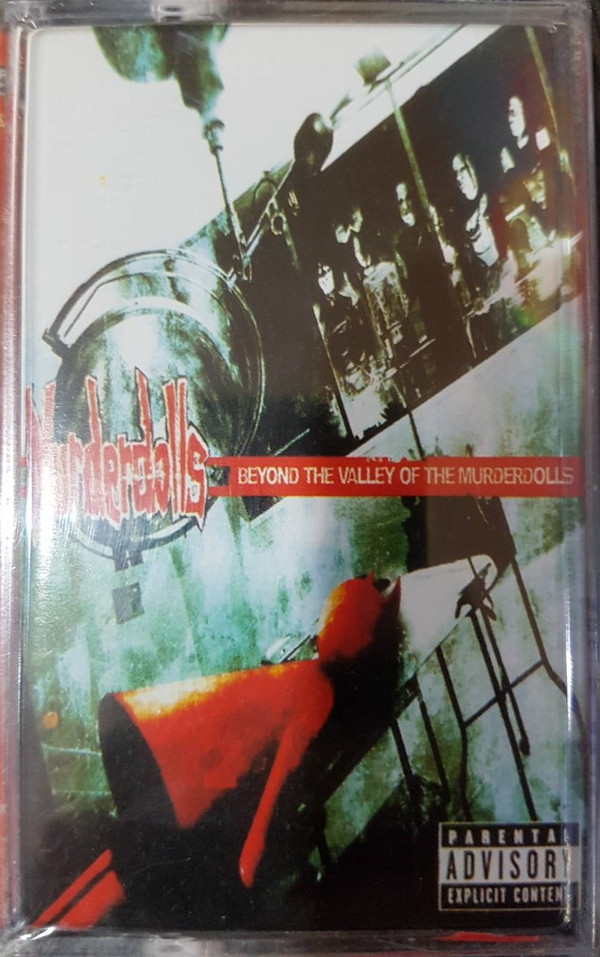 Murderdolls
BEYOND THE VALLEY OF THE MURDERDOLLS
PARENTAL
ADVISORY
EXPLICIT CONTENT